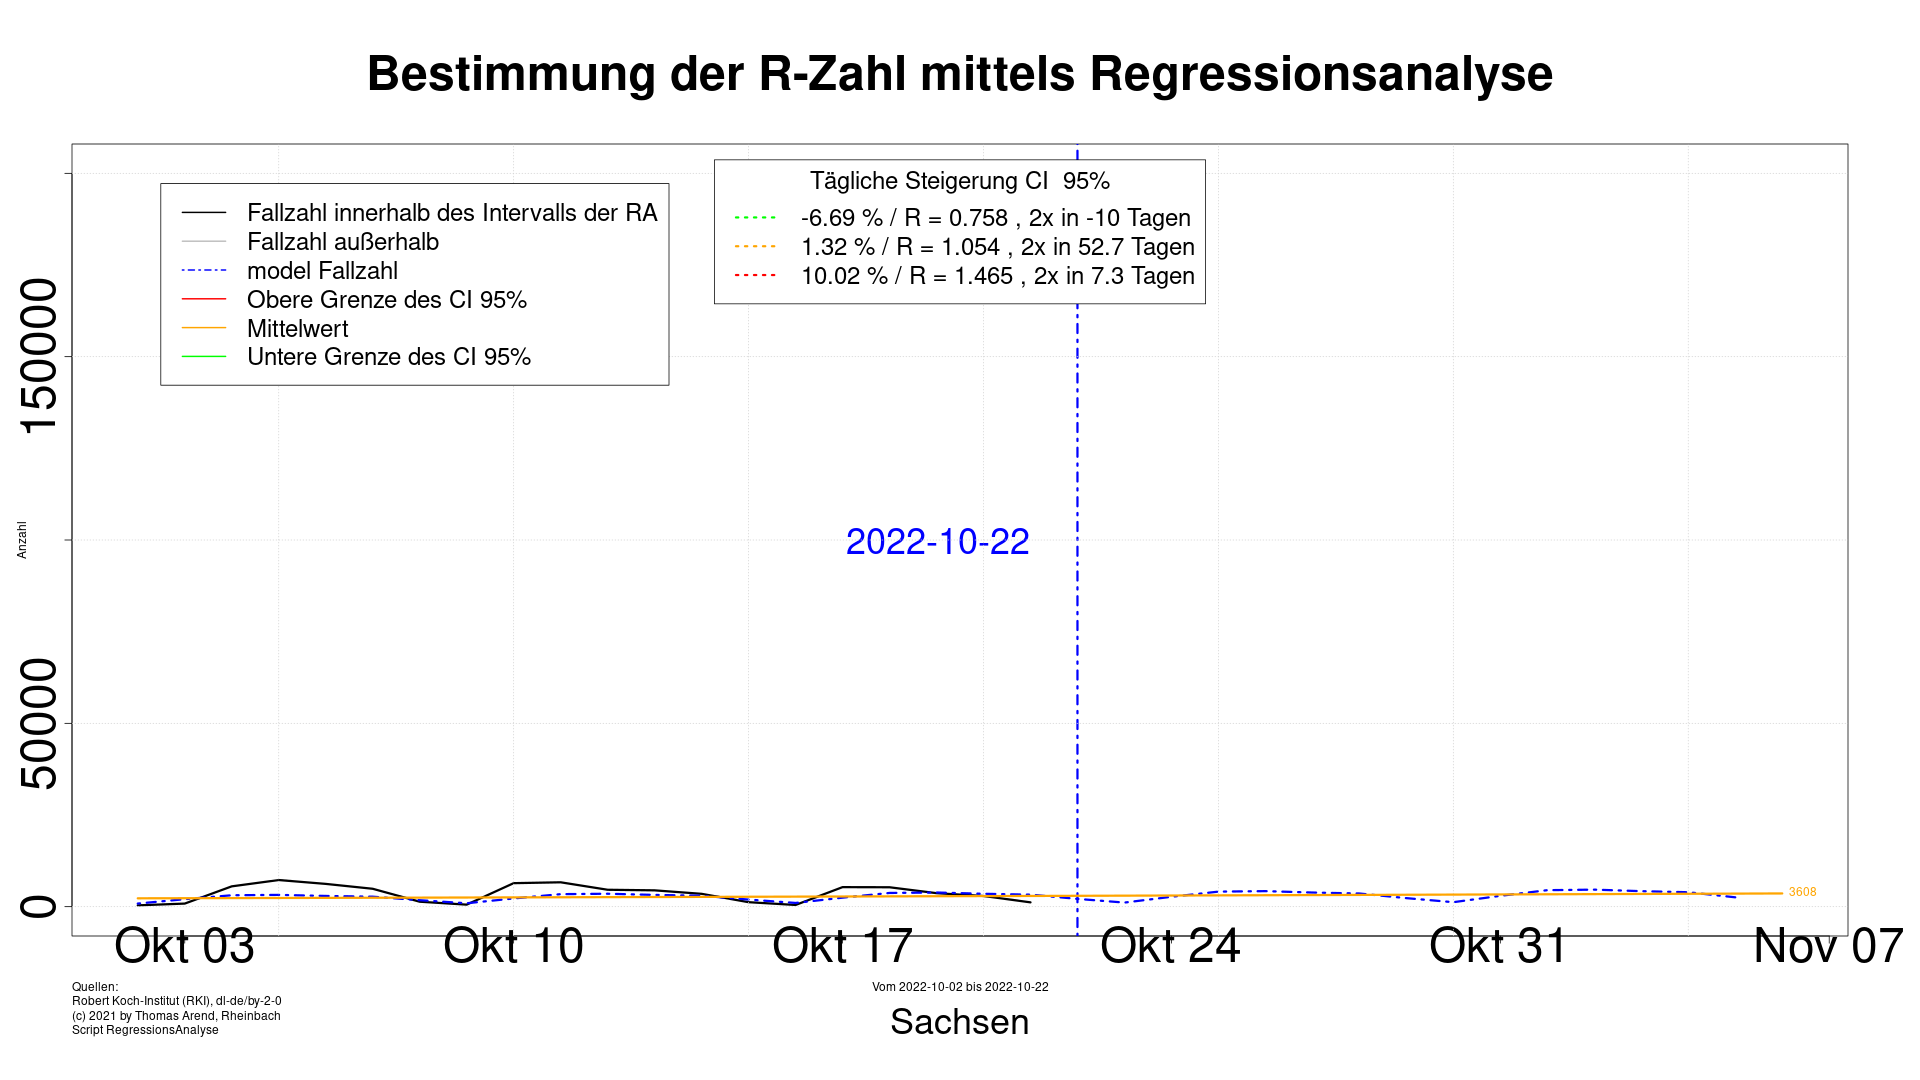 Bestimmung der R-Zahl mittels Regressionsanalyse
Fallzahl innerhalb des Intervalls der RA
Fallzahl außerhalb
model Fallzahl
Obere Grenze des CI 95%
Mittelwert
Untere Grenze des CI 95%
Tägliche Steigerung CI  95%
-6.69 % / R = 0.758 , 2x in -10 Tagen
1.32 % / R = 1.054 , 2x in 52.7 Tagen
10.02 % / R = 1.465 , 2x in 7.3 Tagen
150000
50000
0
Anzahl
2022-10-22
3608
Okt 03
Okt 10
Okt 17
Okt 24
Okt 31
Nov 07
Quellen:
Robert Koch-Institut (RKI), dl-de/by-2-0
(c) 2021 by Thomas Arend, Rheinbach
Script RegressionsAnalyse
Vom 2022-10-02 bis 2022-10-22
Sachsen